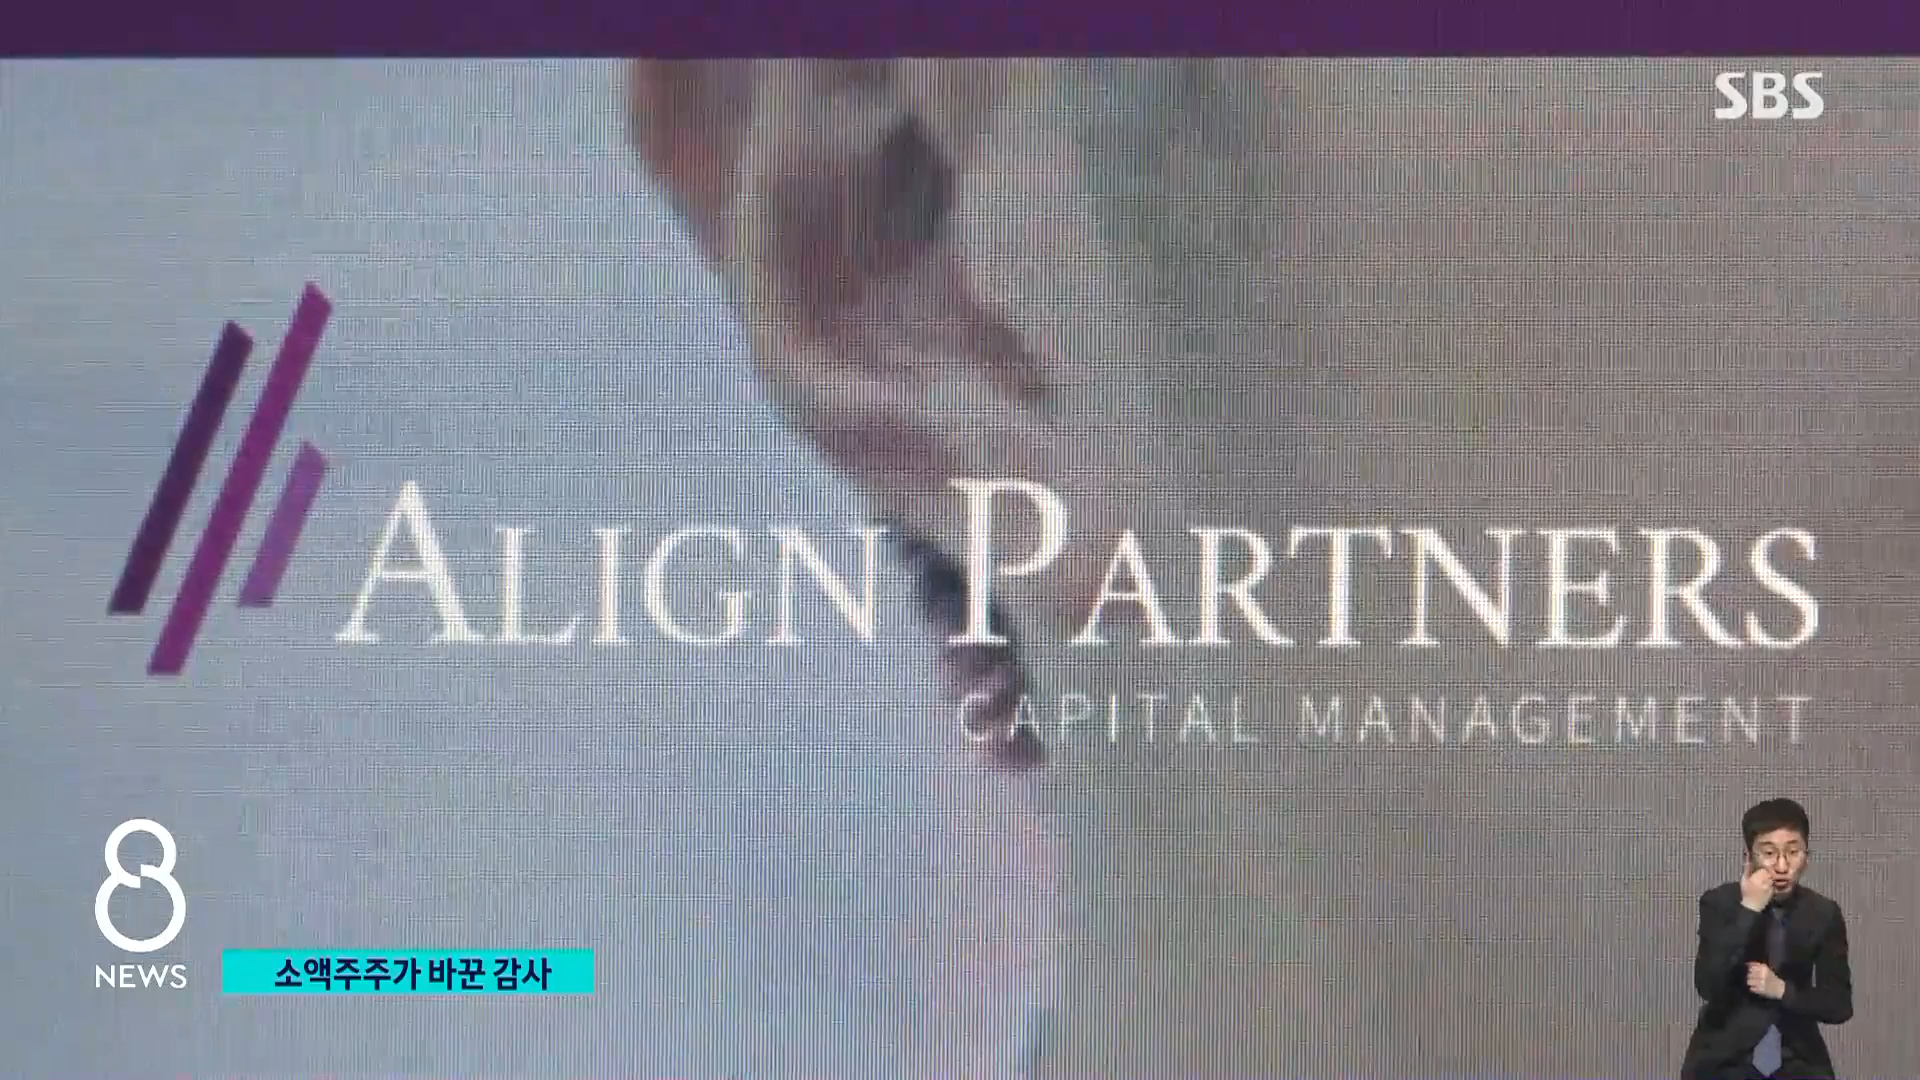 SBS
ALIGN PARTNERS
CAPITAL MANAGEMENT
8
NEWS
소액주주가 바꾼 감사